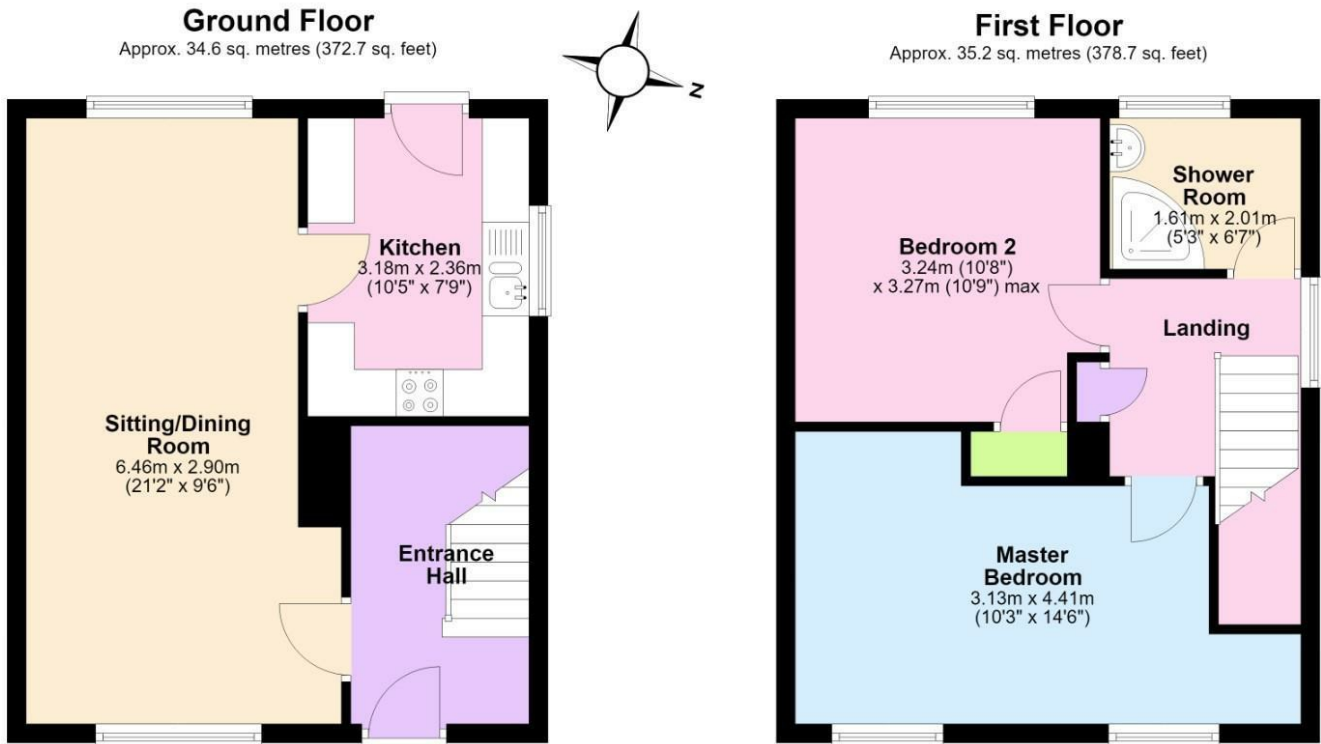 Ground Floor
Approx. 34.6 sq. metres (372.7 sq. feet)
N
First Floor
Approx. 35.2 sq. metres (378.7 sq. feet)
Kitchen
3.18m x 2.36m
(10'5" x 7'9")
Sitting/Dining
Room
6.46m x 2.90m
(21'2" x 9'6")
Entrance
Hall
Shower
Room
1.61m x 2.01m
(5'3" x 6'7")
Bedroom 2
3.24m (10'8")
x 3.27m (10'9") max
Landing
Master
Bedroom
3.13m x 4.41m
(10'3" x 14'6")